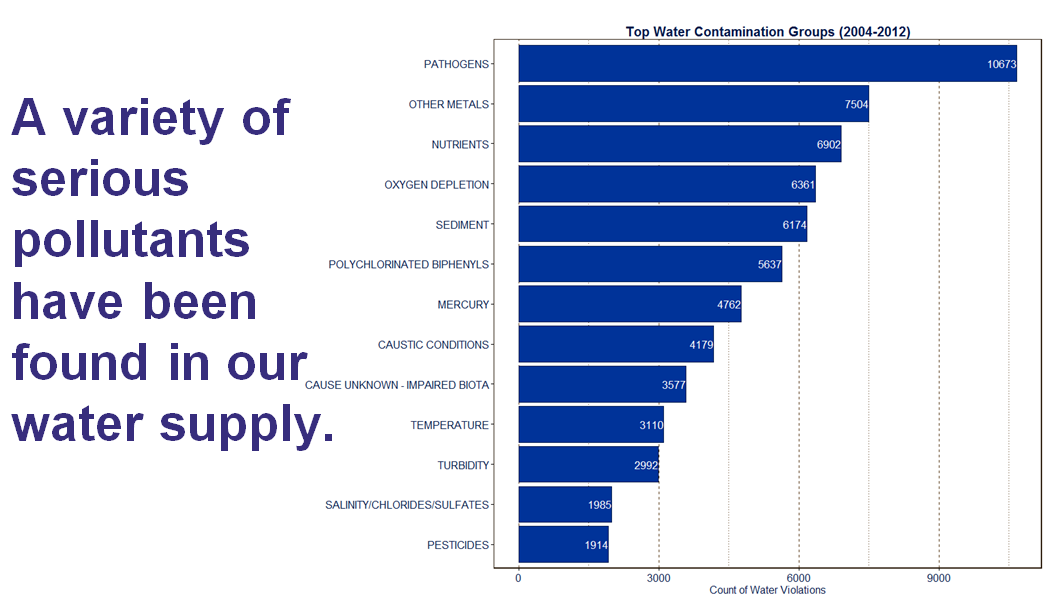 A variety of
serious
pollutants
have been
found in our
water supply.
Top Water Contamination Groups (2004-2012)
PATHOGENS 10673
OTHER METALS 7504
NUTRIENTS 6902
OXYGEN DEPLETION 6361
SEDIMENT 6174
POLYCHLORINATED BIPHENYLS 5637
MERCURY 4762
CAUSTIC CONDITIONS 4179
CAUSE UNKNOWN - IMPAIRED BIOTA 3577
TEMPERATURE 3110
TURBIDITY 2992
SALINITY/CHLORIDES/SULFATES 1985
PESTICIDES 1914
0 3000 6000 9000
Count of Water Violations